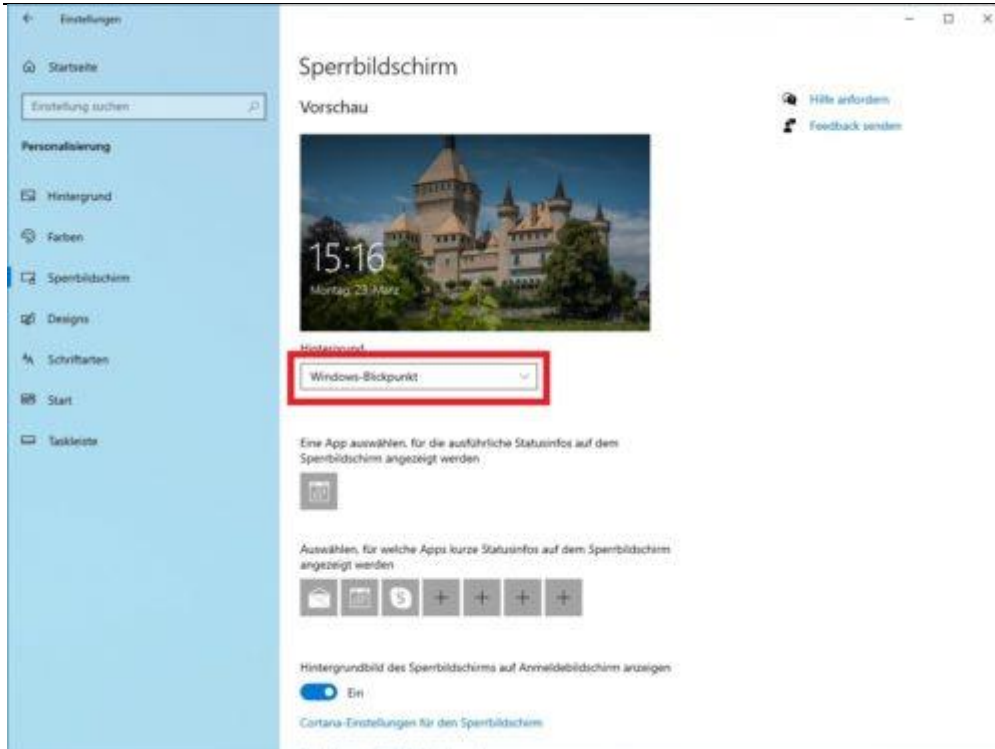 Einstellungen
Startseite
Einstellung suchen
Personalisierung
Hintergrund
Farben
Sperrbildschirm
Designs
Schriftarten
Start
Taskleiste
Sperrbildschirm
Vorschau
15:16
Montag, 23. März
Hintergrund
Windows-Blickpunkt
Eine App auswählen, für die ausführliche Statusinfos auf dem
Sperrbildschirm angezeigt werden
Auswählen, für welche Apps kurze Statusinfos auf dem Sperrbildschirm
angezeigt werden
Hintergrundbild des Sperrbildschirms auf Anmeldebildschirm anzeigen
Ein
Cortana-Einstellungen für den Sperrbildschirm
Hilfe anfordern
Feedback senden